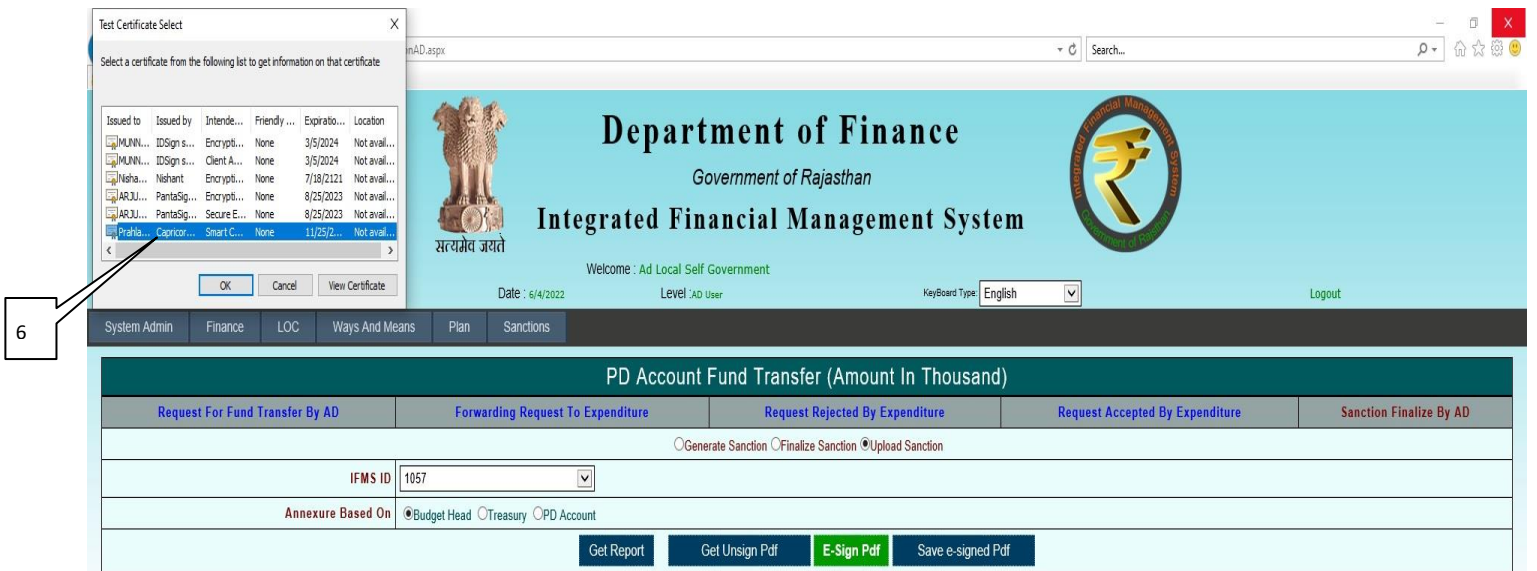 Test Certificate Select X
Select a certificate from the following list to get information on that certificate
Issued to Issued by Intende... Friendly ... Expiratio... Location
MUNN... IDSign s... Encrypti... None 3/5/2024 Not avail...
MUNN... IDSign s... Client A... None 3/5/2024 Not avail...
Nisha... Nishant Encrypti... None 7/18/2121 Not avail...
ARJU... PantaSig... Encrypti... None 8/25/2023 Not avail...
ARJU... PantaSig... Secure E... None 8/25/2023 Not avail...
Prahla... Capricor... Smart C... None 11/25/2... Not avail...
OK Cancel View Certificate
6
onAD.aspx
Search...
X
सत्यमेव जयते
Department of Finance
Government of Rajasthan
Integrated Financial Management System
Integrated Financial Management System
Government of Rajasthan
Welcome : Ad Local Self Government
Date : 6/4/2022 Level :AD User KeyBoard Type: English Logout
System Admin Finance LOC Ways And Means Plan Sanctions
PD Account Fund Transfer (Amount In Thousand)
Request For Fund Transfer By AD Forwarding Request To Expenditure Request Rejected By Expenditure Request Accepted By Expenditure Sanction Finalize By AD
Generate Sanction Finalize Sanction Upload Sanction
IFMS ID 1057
Annexure Based On Budget Head Treasury PD Account
Get Report Get Unsign Pdf E-Sign Pdf Save e-signed Pdf